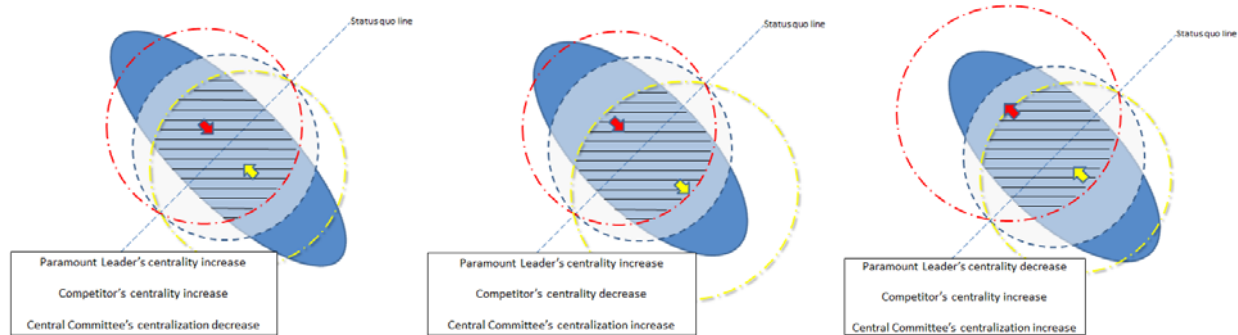 Status quo line
Paramount Leader's centrality increase
Competitor's centrality increase
Central Committee's centralization decrease
Status quo line
Paramount Leader's centrality increase
Competitor's centrality decrease
Central Committee's centralization increase
Status quo line
Paramount Leader's centrality decrease
Competitor's centrality increase
Central Committee's centralization increase